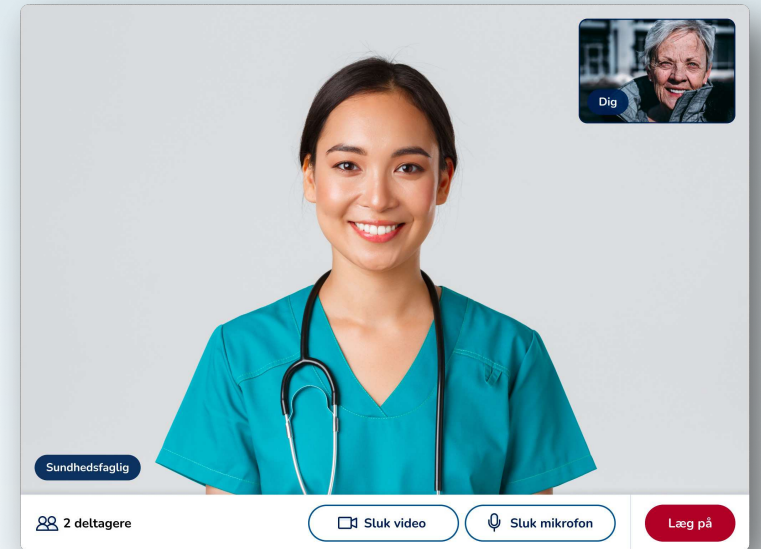 Dig
Sundhedsfaglig
2 deltagere
Sluk video
Sluk mikrofon
Læg på